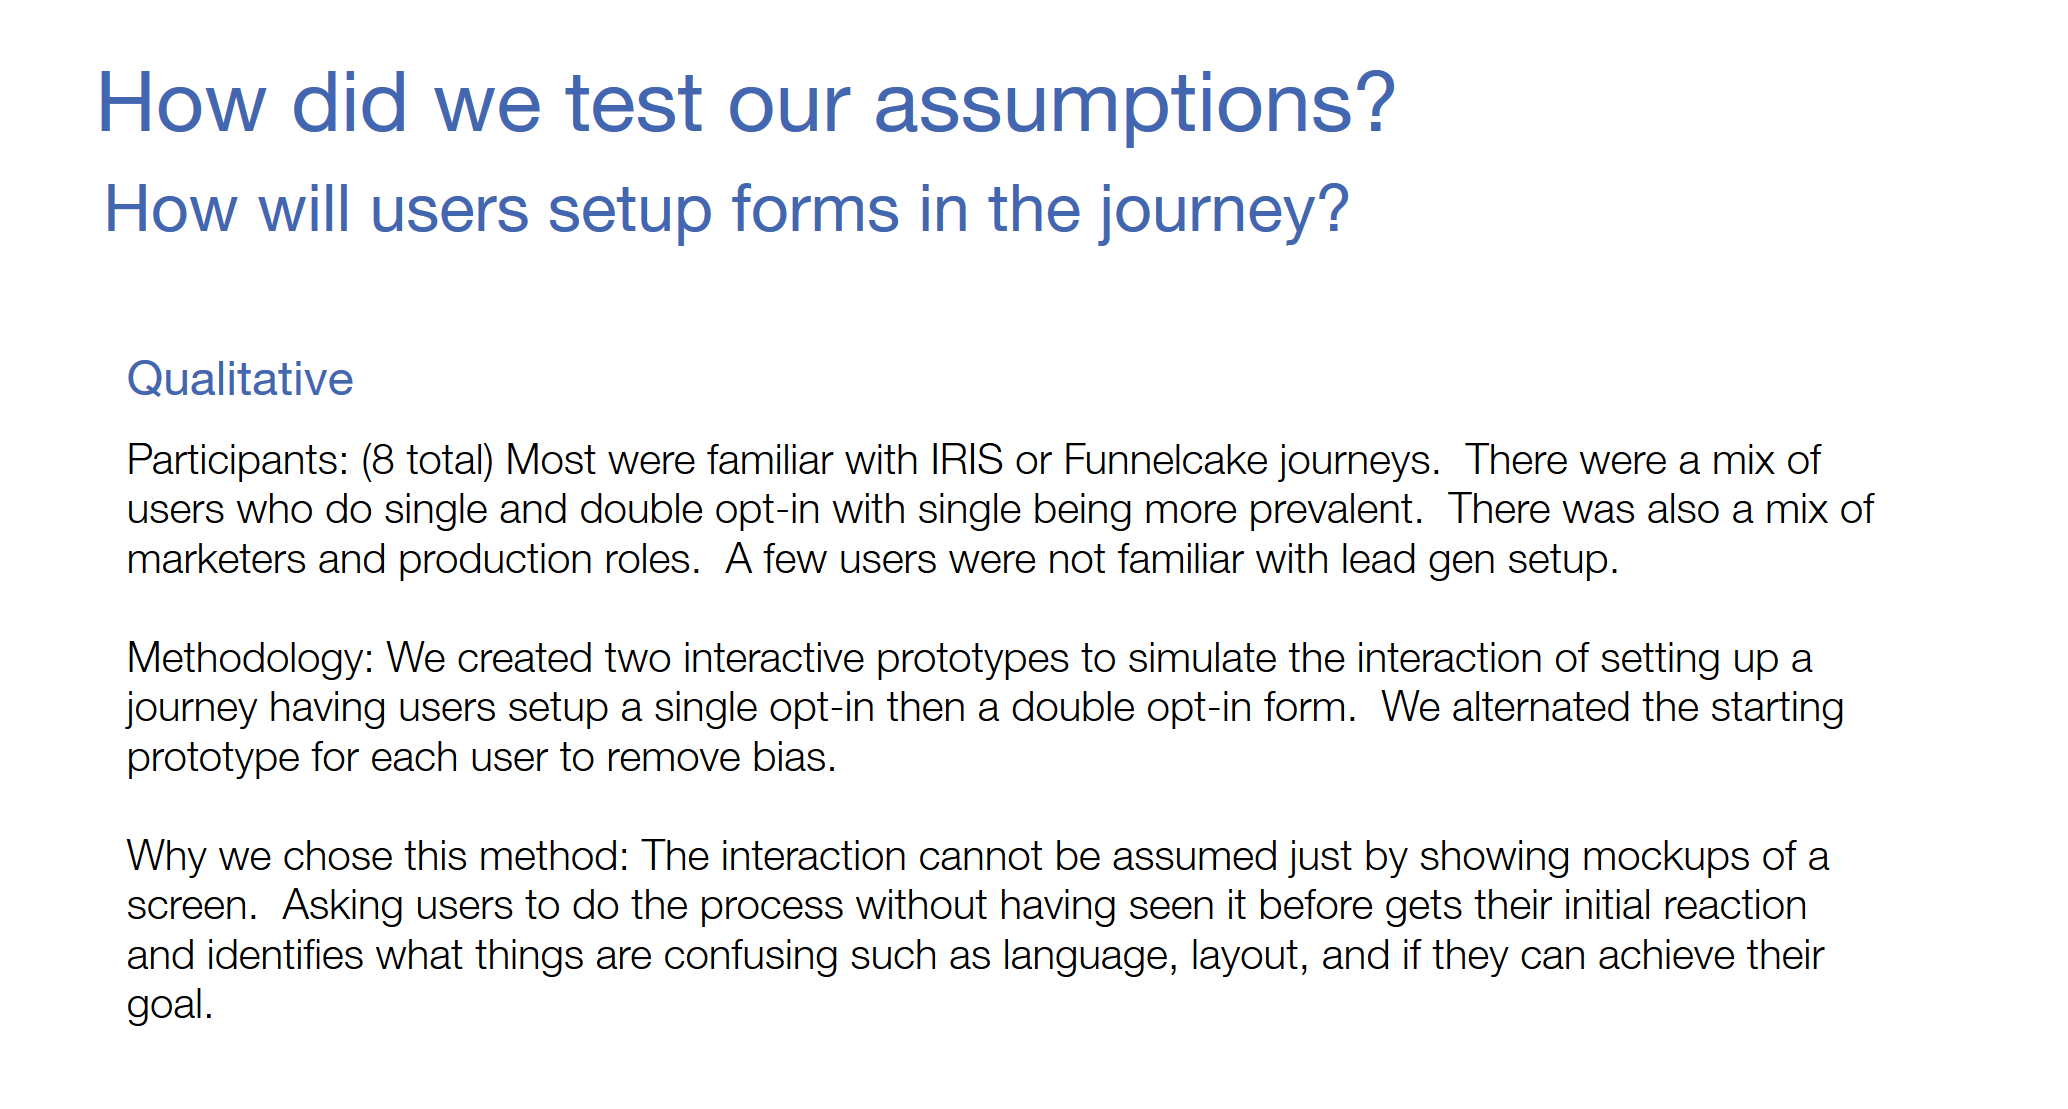 How did we test our assumptions?
How will users setup forms in the journey?
Qualitative
Participants: (8 total) Most were familiar with IRIS or Funnelcake journeys.  There were a mix of
users who do single and double opt-in with single being more prevalent.  There was also a mix of
marketers and production roles.  A few users were not familiar with lead gen setup.
Methodology: We created two interactive prototypes to simulate the interaction of setting up a
journey having users setup a single opt-in then a double opt-in form.  We alternated the starting
prototype for each user to remove bias.
Why we chose this method: The interaction cannot be assumed just by showing mockups of a
screen.  Asking users to do the process without having seen it before gets their initial reaction
and identifies what things are confusing such as language, layout, and if they can achieve their
goal.